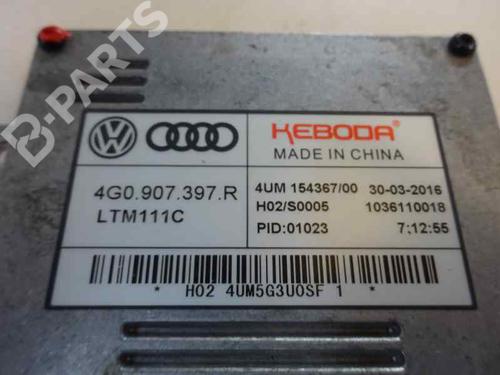 B-PARTS
KEBODA
MADE IN CHINA
4G0.907.397.R
LTM111C
4UM 154367/00 30-03-2016
H02/S0005 1036110018
PID:01023 7;12:55
* H02 4UM5G3U0SF 1 *